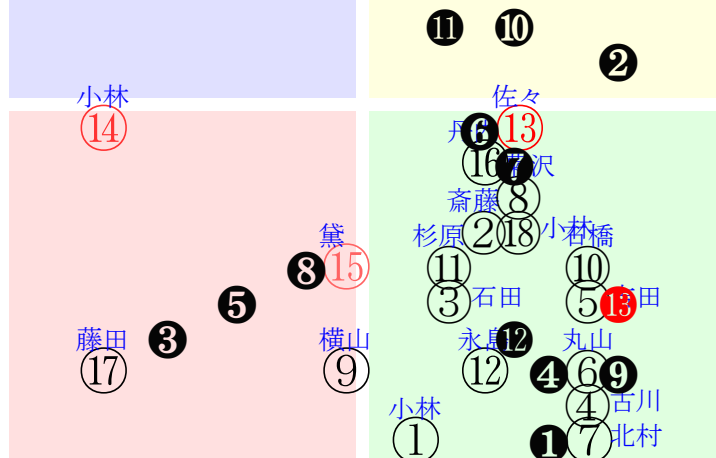 ⓫ ❿
❷
小林 佐々
⑭ ❻ ⑬
⑯ ❼ 沢
斎藤 ⑧
杉原 ② ⑱ 小林 石橋
黛
❽ ⑮ ⑪ ⑩
❺ ③ 石田 ⑤ ⓭ 田
藤田 ❸ 横山 永島 ⓬ 丸山
⑰ ⑨ ⑫ ❹ ⑥ ❾
小林 ④ 古川
① ❶ ⑦ 北村